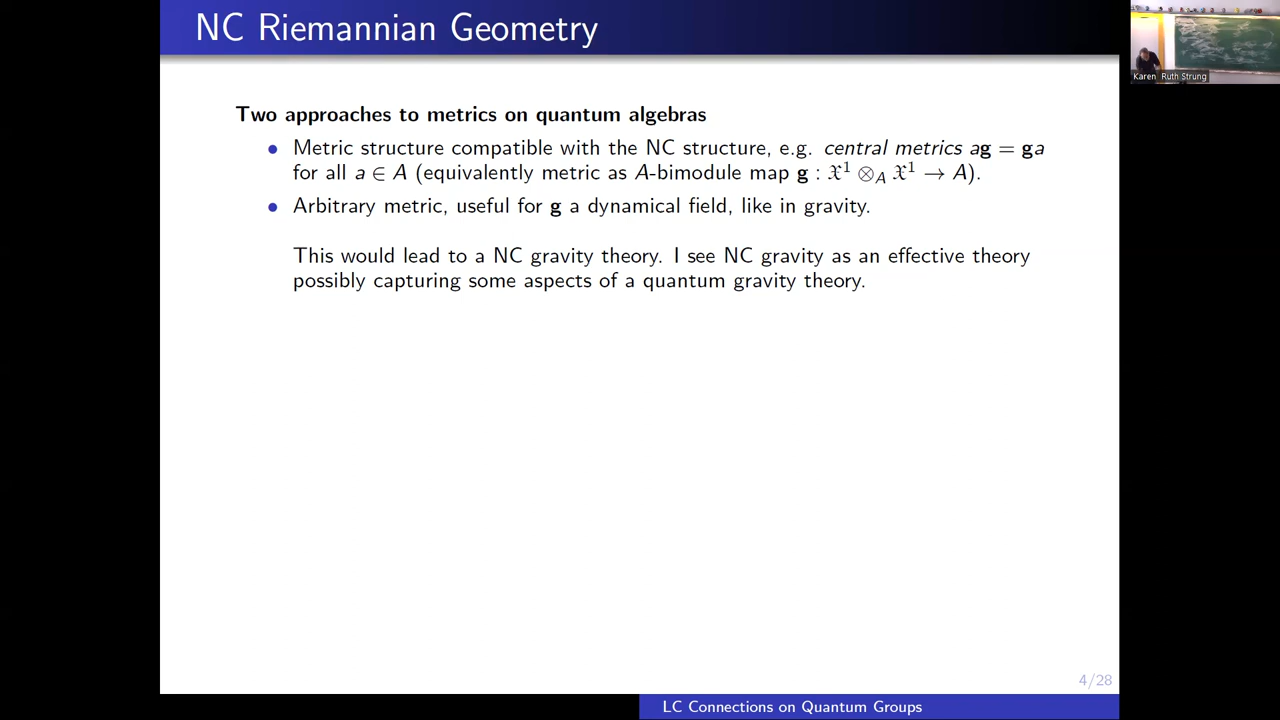 NC Riemannian Geometry
Karen Ruth Strung
Two approaches to metrics on quantum algebras
• Metric structure compatible with the NC structure, e.g. central metrics a𝐠 = 𝐠a
for all a ∈ A (equivalently metric as A-bimodule map 𝐠 : 𝔛¹ ⊗_A 𝔛¹ → A).
• Arbitrary metric, useful for 𝐠 a dynamical field, like in gravity.
This would lead to a NC gravity theory. I see NC gravity as an effective theory
possibly capturing some aspects of a quantum gravity theory.
4/28
LC Connections on Quantum Groups